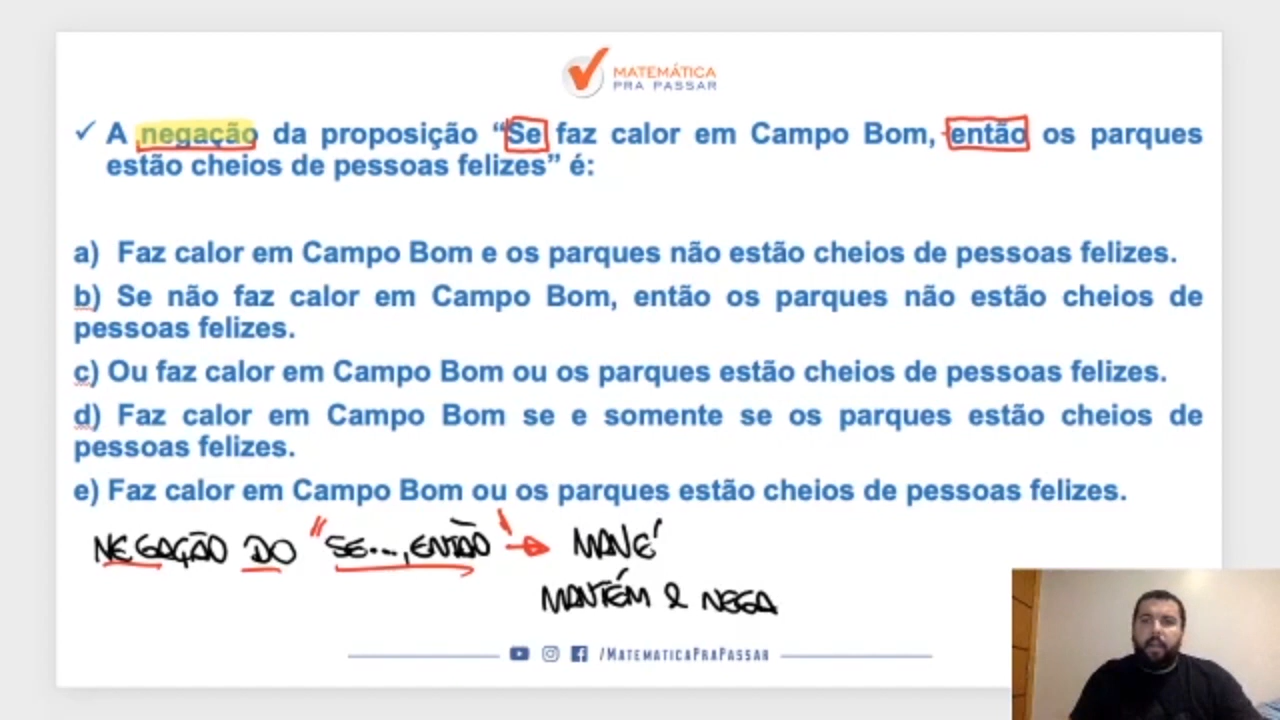 MATEMÁTICA
PRA PASSAR
✓ A negação da proposição “Se faz calor em Campo Bom, então os parques
estão cheios de pessoas felizes” é:
a) Faz calor em Campo Bom e os parques não estão cheios de pessoas felizes.
b) Se não faz calor em Campo Bom, então os parques não estão cheios de
pessoas felizes.
c) Ou faz calor em Campo Bom ou os parques estão cheios de pessoas felizes.
d) Faz calor em Campo Bom se e somente se os parques estão cheios de
pessoas felizes.
e) Faz calor em Campo Bom ou os parques estão cheios de pessoas felizes.
NEGAÇÃO DO "SE...,ENTÃO" → MANÉ
MANTÉM & NEGA
/MATEMATICAPRAPASSAR